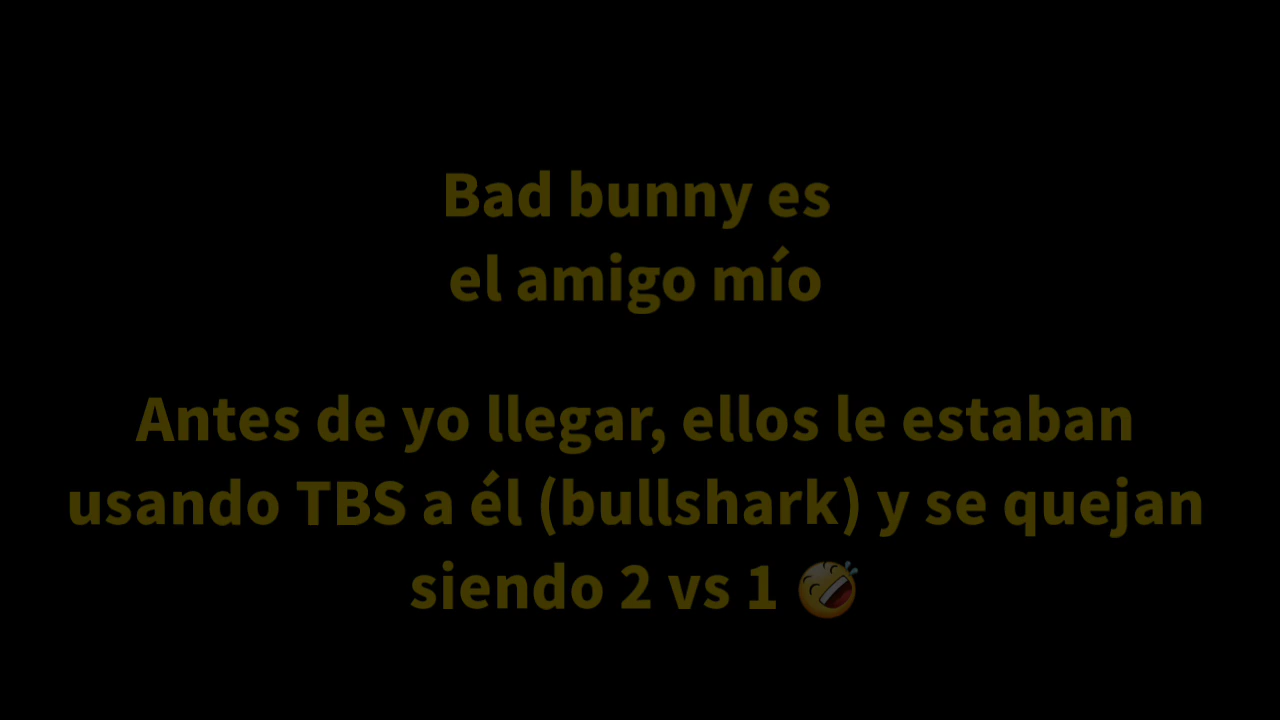 Bad bunny es
el amigo mío
Antes de yo llegar, ellos le estaban
usando TBS a él (bullshark) y se quejan
siendo 2 vs 1 🤣